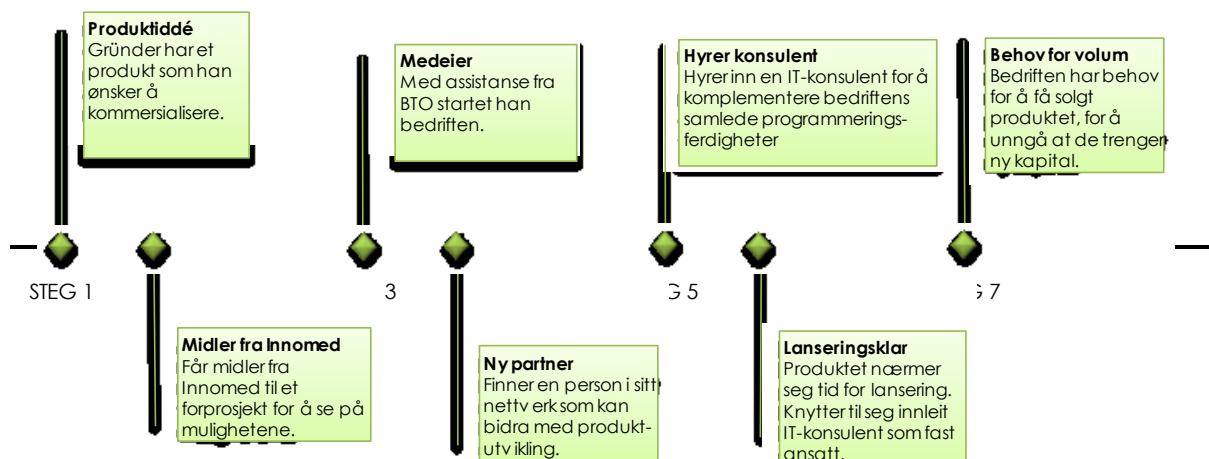 Produktiddé
Gründer har et
produkt som han
ønsker å
kommersialisere.
Medeier
Med assistanse fra
BTO startet han
bedriften.
Hyrer konsulent
Hyrer inn en IT-konsulent for å
komplementere bedriftens
samlede programmerings-
ferdigheter
Behov for volum
Bedriften har behov
for å få solgt
produktet, for å
unngå at de trenger
ny kapital.
STEG 1
3
G 5
G 7
Midler fra Innomed
Får midler fra
Innomed til et
forprosjekt for å se på
mulighetene.
Ny partner
Finner en person i sitt
nettverk som kan
bidra med produkt-
utvikling.
Lanseringsklar
Produktet nærmer
seg tid for lansering.
Knytter til seg innleit
IT-konsulent som fast
ansatt.